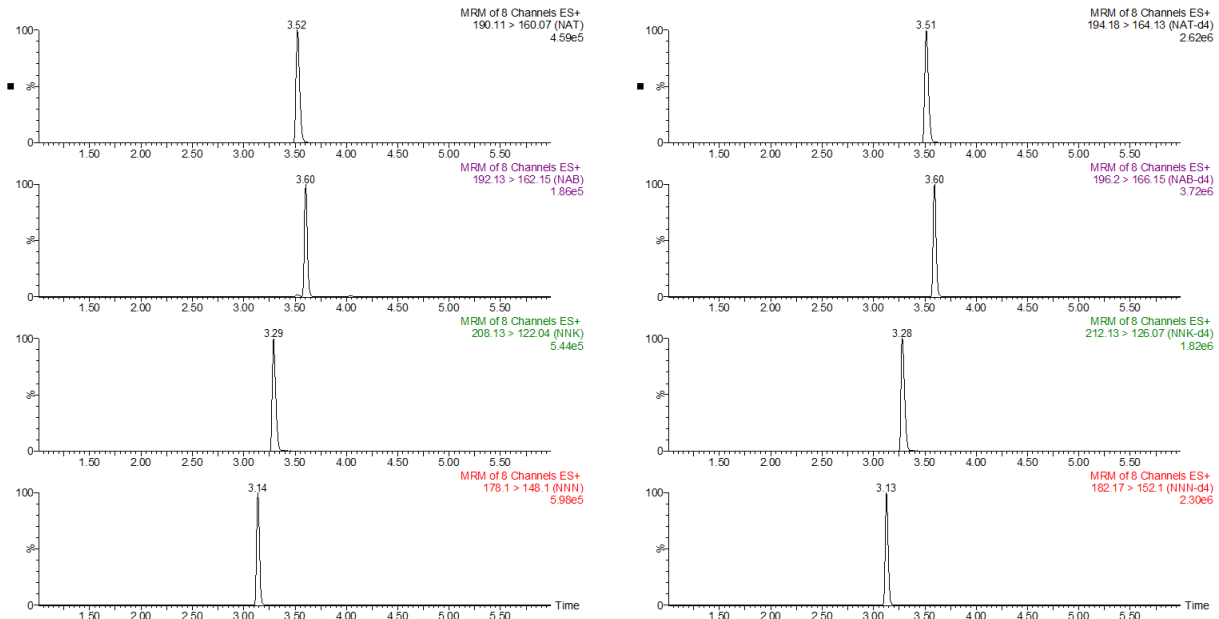 MRM of 8 Channels ES+
190.11 > 160.07 (NAT)
4.59e5
3.52
100
%
0
1.50 2.00 2.50 3.00 3.50 4.00 4.50 5.00 5.50
MRM of 8 Channels ES+
192.13 > 162.15 (NAB)
1.86e5
3.60
100
%
0
1.50 2.00 2.50 3.00 3.50 4.00 4.50 5.00 5.50
MRM of 8 Channels ES+
208.13 > 122.04 (NNK)
5.44e5
3.29
100
%
0
1.50 2.00 2.50 3.00 3.50 4.00 4.50 5.00 5.50
MRM of 8 Channels ES+
178.1 > 148.1 (NNN)
5.98e5
3.14
100
%
0
Time
1.50 2.00 2.50 3.00 3.50 4.00 4.50 5.00 5.50
MRM of 8 Channels ES+
194.18 > 164.13 (NAT-d4)
2.62e6
3.51
100
%
0
1.50 2.00 2.50 3.00 3.50 4.00 4.50 5.00 5.50
MRM of 8 Channels ES+
196.2 > 166.15 (NAB-d4)
3.72e6
3.60
100
%
0
1.50 2.00 2.50 3.00 3.50 4.00 4.50 5.00 5.50
MRM of 8 Channels ES+
212.13 > 126.07 (NNK-d4)
1.82e6
3.28
100
%
0
1.50 2.00 2.50 3.00 3.50 4.00 4.50 5.00 5.50
MRM of 8 Channels ES+
182.17 > 152.1 (NNN-d4)
2.30e6
3.13
100
%
0
Time
1.50 2.00 2.50 3.00 3.50 4.00 4.50 5.00 5.50